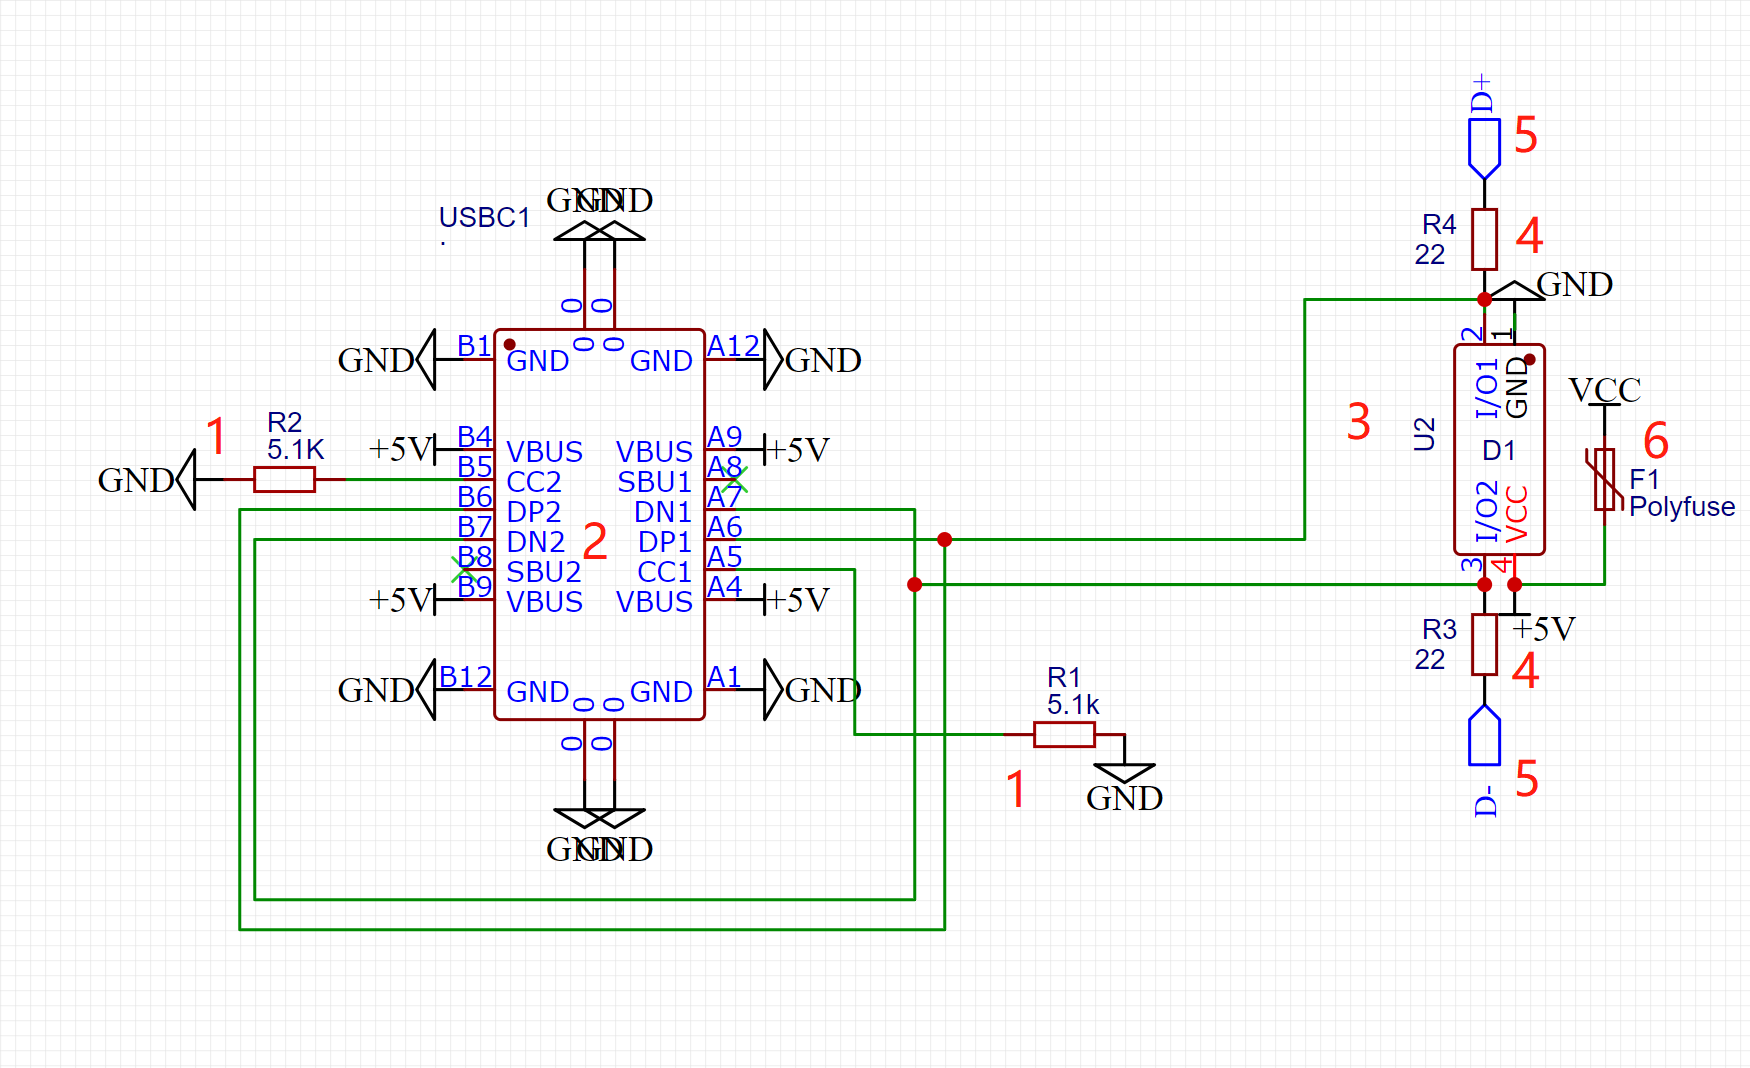 D+
5
R4
22
4
GND
GND
GND
USBC1
.
0
0
2
1
B1
GND
0
0
GND
A12
GND
GND
I/O1
GND
VCC
1
R2
5.1K
3
U2
D1
6
F1
Polyfuse
+5V
B4
VBUS
VBUS
A9
+5V
GND
B5
CC2
SBU1
A8
B6
DP2
DN1
A7
I/O2
VCC
B7
DN2
2
DP1
A6
B8
SBU2
CC1
A5
3
4
+5V
B9
VBUS
VBUS
A4
+5V
R3
22
+5V
4
GND
B12
GND
0
0
GND
A1
GND
R1
5.1k
0
0
1
GND
5
D-
GND
GND